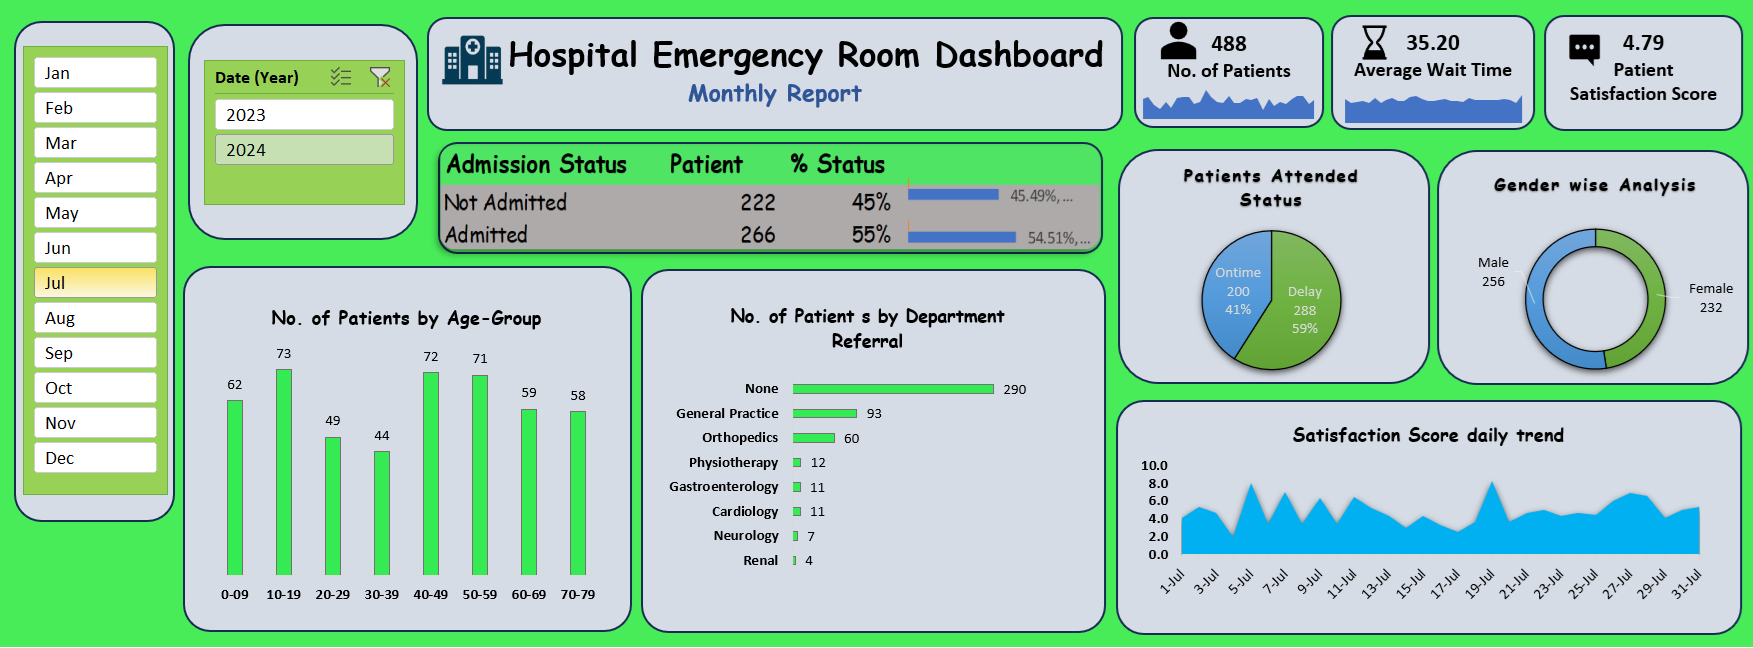 Jan
Feb
Mar
Apr
May
Jun
Jul
Aug
Sep
Oct
Nov
Dec
Date (Year)
2023
2024
Hospital Emergency Room Dashboard
Monthly Report
488
No. of Patients
35.20
Average Wait Time
4.79
Patient
Satisfaction Score
Admission Status Patient % Status
Not Admitted 222 45% 45.49%, ...
Admitted 266 55% 54.51%, ...
Patients Attended
Status
Ontime
200
41%
Delay
288
59%
Gender wise Analysis
Male
256
Female
232
No. of Patients by Age-Group
62 73 49 44 72 71 59 58
0-09 10-19 20-29 30-39 40-49 50-59 60-69 70-79
No. of Patient s by Department
Referral
None 290
General Practice 93
Orthopedics 60
Physiotherapy 12
Gastroenterology 11
Cardiology 11
Neurology 7
Renal 4
Satisfaction Score daily trend
10.0
8.0
6.0
4.0
2.0
0.0
1-Jul 3-Jul 5-Jul 7-Jul 9-Jul 11-Jul 13-Jul 15-Jul 17-Jul 19-Jul 21-Jul 23-Jul 25-Jul 27-Jul 29-Jul 31-Jul